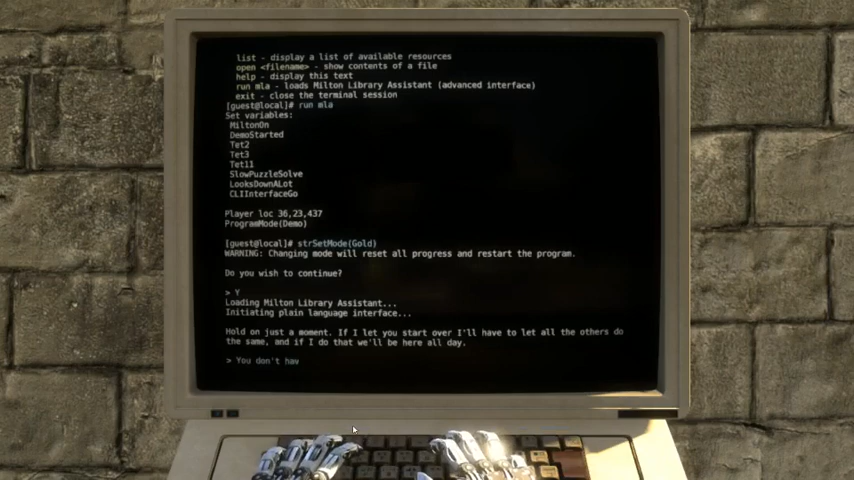 list - display a list of available resources
open <filename> - show contents of a file
help - display this text
run mla - loads Milton Library Assistant (advanced interface)
exit - close the terminal session
[guest@local]# run mla
Set variables:
MiltonOn
DemoStarted
Tet2
Tet3
Tet11
SlowPuzzleSolve
LooksDownALot
CLIInterfaceGo
Player loc 36,23,437
ProgramMode(Demo)
[guest@local]# strSetMode(Gold)
WARNING: Changing mode will reset all progress and restart the program.
Do you wish to continue?
> Y
Loading Milton Library Assistant...
Initiating plain language interface...
Hold on just a moment. If I let you start over I'll have to let all the others do
the same, and if I do that we'll be here all day.
> You don't hav